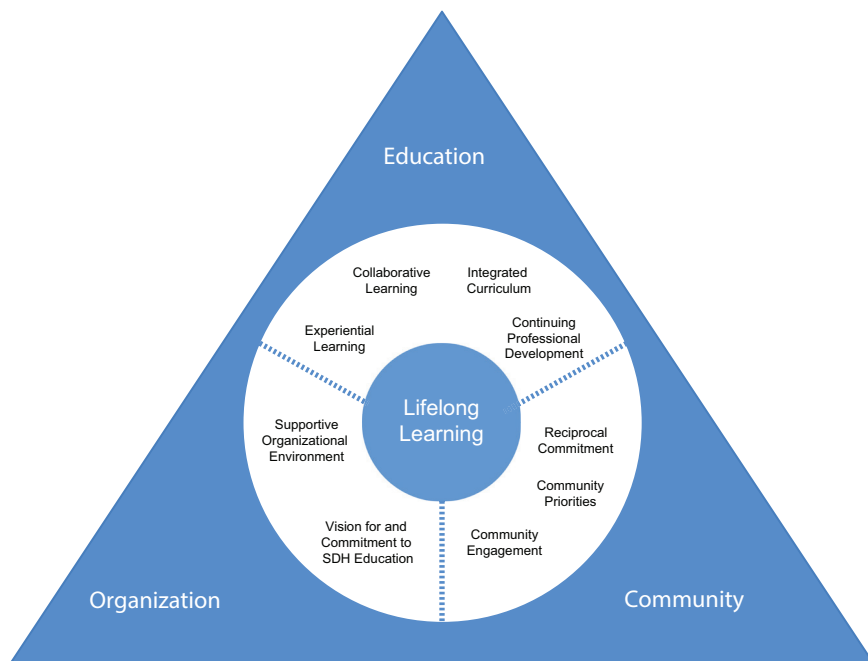 Education
Collaborative
Learning
Integrated
Curriculum
Experiential
Learning
Continuing
Professional
Development
Lifelong
Learning
Supportive
Organizational
Environment
Reciprocal
Commitment
Community
Priorities
Vision for and
Commitment to
SDH Education
Community
Engagement
Organization
Community